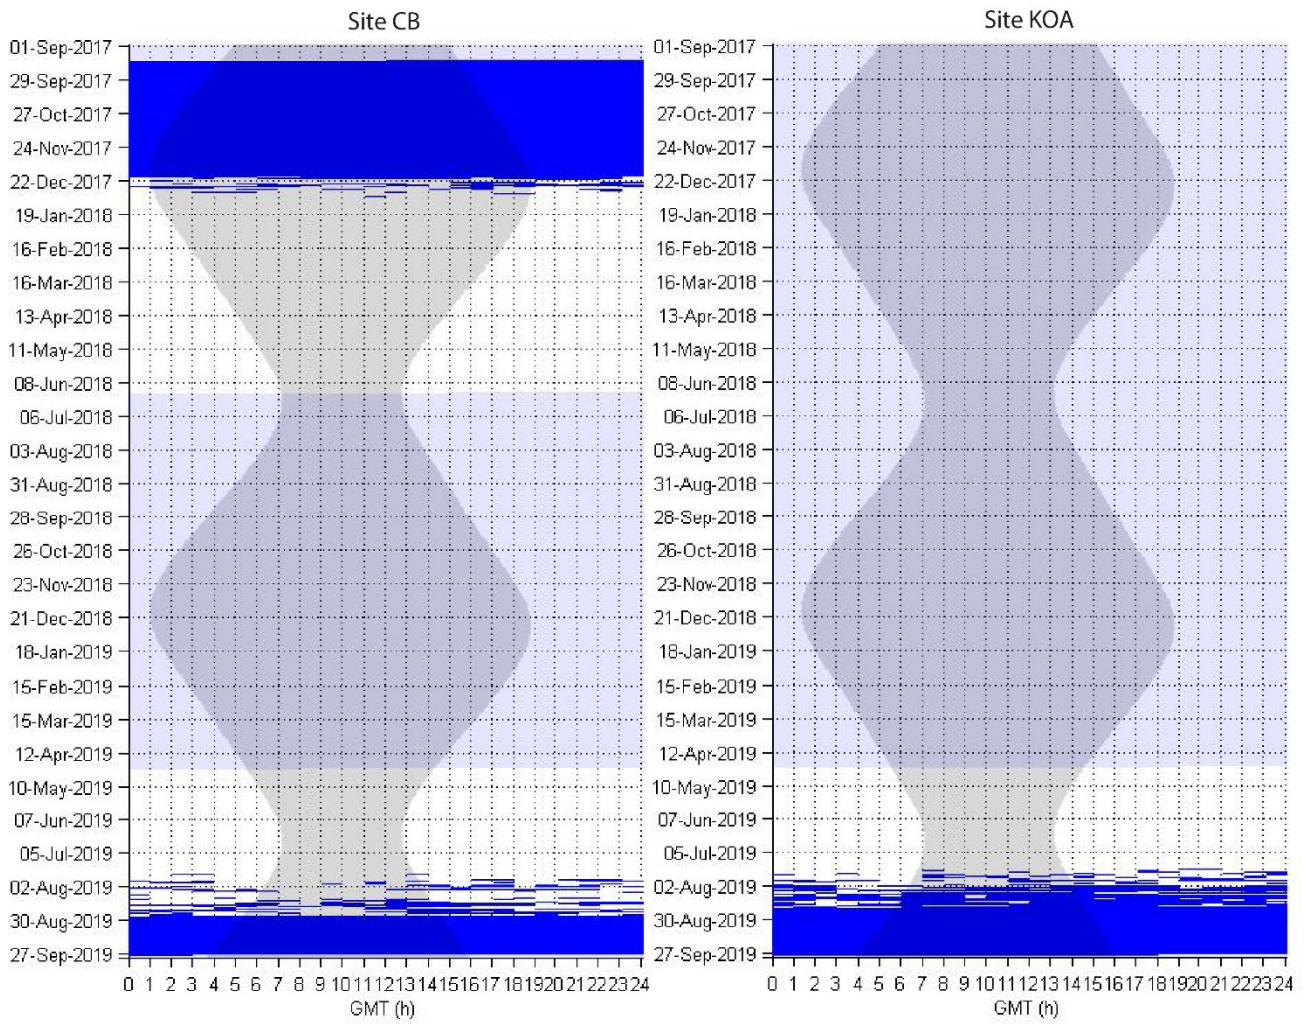 Site CB
01-Sep-2017
29-Sep-2017
27-Oct-2017
24-Nov-2017
22-Dec-2017
19-Jan-2018
16-Feb-2018
16-Mar-2018
13-Apr-2018
11-May-2018
08-Jun-2018
06-Jul-2018
03-Aug-2018
31-Aug-2018
28-Sep-2018
26-Oct-2018
23-Nov-2018
21-Dec-2018
18-Jan-2019
15-Feb-2019
15-Mar-2019
12-Apr-2019
10-May-2019
07-Jun-2019
05-Jul-2019
02-Aug-2019
30-Aug-2019
27-Sep-2019
0 1 2 3 4 5 6 7 8 9 10 11 12 13 14 15 16 17 18 19 20 21 22 23 24
GMT (h)
Site KOA
01-Sep-2017
29-Sep-2017
27-Oct-2017
24-Nov-2017
22-Dec-2017
19-Jan-2018
16-Feb-2018
16-Mar-2018
13-Apr-2018
11-May-2018
08-Jun-2018
06-Jul-2018
03-Aug-2018
31-Aug-2018
28-Sep-2018
26-Oct-2018
23-Nov-2018
21-Dec-2018
18-Jan-2019
15-Feb-2019
15-Mar-2019
12-Apr-2019
10-May-2019
07-Jun-2019
05-Jul-2019
02-Aug-2019
30-Aug-2019
27-Sep-2019
0 1 2 3 4 5 6 7 8 9 10 11 12 13 14 15 16 17 18 19 20 21 22 23 24
GMT (h)